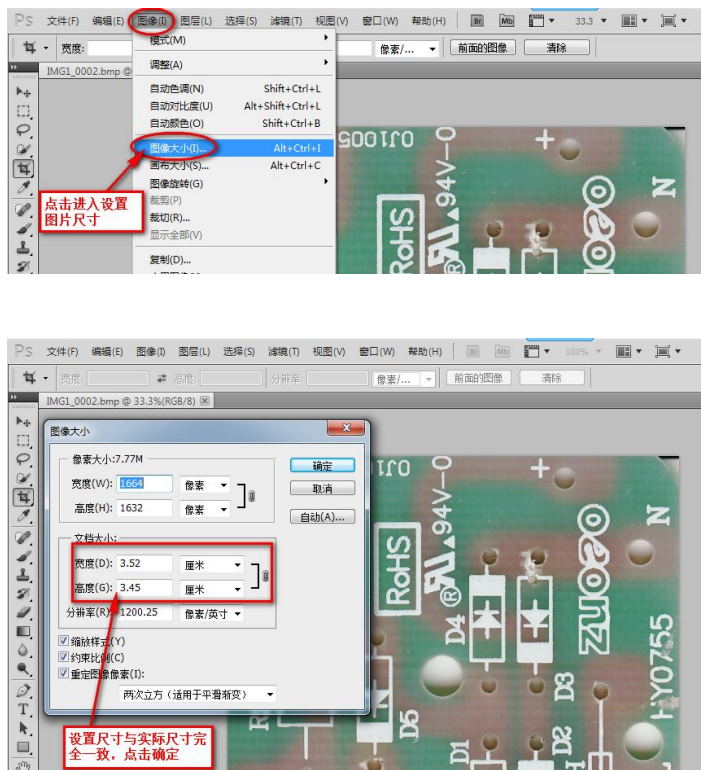 Ps 文件(F) 编辑(E) 图像(I) 图层(L) 选择(S) 滤镜(T) 视图(V) 窗口(W) 帮助(H) Br Mb 33.3
宽度: 像素/... 前面的图像 清除
IMG1_0002.bmp @
模式(M)
调整(A)
自动色调(N) Shift+Ctrl+L
自动对比度(U) Alt+Shift+Ctrl+L
自动颜色(O) Shift+Ctrl+B
图像大小(I)... Alt+Ctrl+I
画布大小(S)... Alt+Ctrl+C
图像旋转(G)
裁剪(P)
裁切(R)...
显示全部(V)
复制(D)...
点击进入设置
图片尺寸
OJ1005
94V-0
RoHS
N
Ps 文件(F) 编辑(E) 图像(I) 图层(L) 选择(S) 滤镜(T) 视图(V) 窗口(W) 帮助(H) Br Mb 100%
宽度: 高度: 分辨率: 像素/... 前面的图像 清除
IMG1_0002.bmp @ 33.3%(RGB/8)
图像大小
像素大小:7.77M
宽度(W): 1664 像素
高度(H): 1632 像素
文档大小:
宽度(D): 3.52 厘米
高度(G): 3.45 厘米
分辨率(R): 1200.25 像素/英寸
缩放样式(Y)
约束比例(C)
重定图像像素(I):
两次立方（适用于平滑渐变）
确定
取消
自动(A)...
设置尺寸与实际尺寸完
全一致，点击确定
94V-0
RoHS
N
D4
HY0755
D3
D5
D2
D1